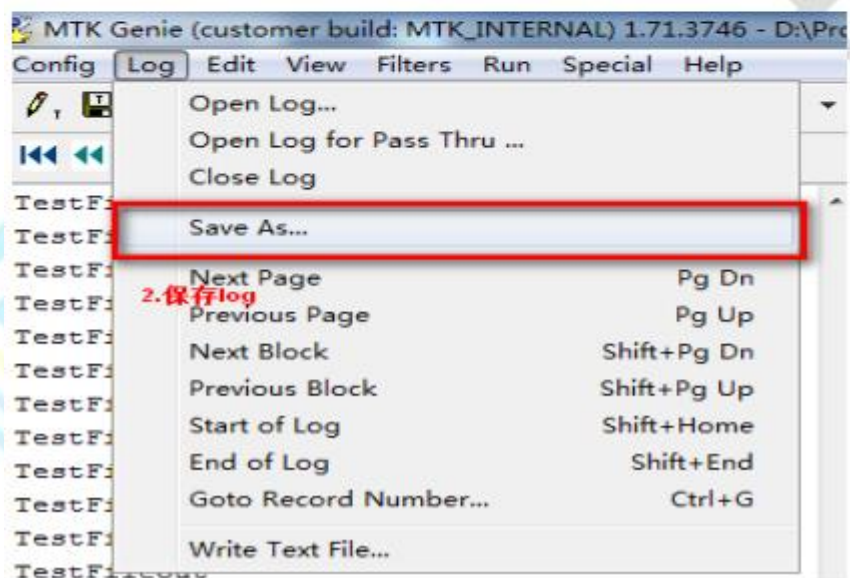 MTK Genie (customer build: MTK_INTERNAL) 1.71.3746 - D:\Pro
Config Log Edit View Filters Run Special Help
Open Log...
Open Log for Pass Thru ...
Close Log
TestFi
Save As...
TestFi
TestFi
Next Page Pg Dn
2.保存log
TestFi
Previous Page Pg Up
TestFi
Next Block Shift+Pg Dn
TestFi
Previous Block Shift+Pg Up
TestFi
Start of Log Shift+Home
TestFi
End of Log Shift+End
TestFi
Goto Record Number... Ctrl+G
TestFi
TestFi
Write Text File...